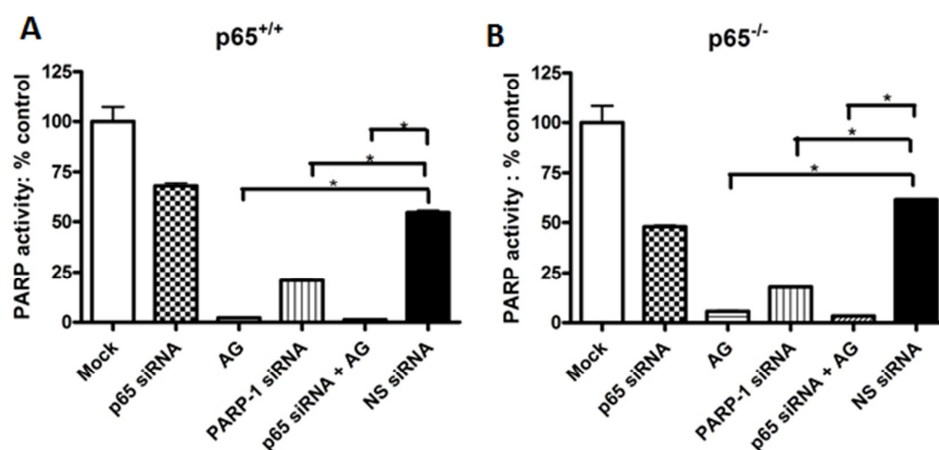 A
p65+/+
PARP activity: % control
125
100
75
50
25
0
*
*
*
Mock
p65 siRNA
AG
PARP-1 siRNA
p65 siRNA + AG
NS siRNA
B
p65-/-
PARP activity : % control
125
100
75
50
25
0
*
*
*
Mock
p65 siRNA
AG
PARP-1 siRNA
p65 siRNA + AG
NS siRNA